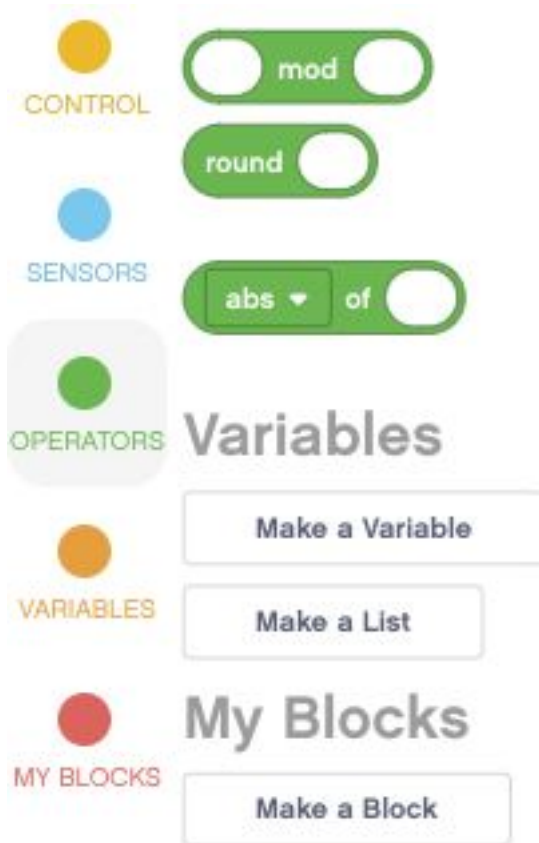 CONTROL
SENSORS
OPERATORS
VARIABLES
MY BLOCKS
mod
round
abs of
Variables
Make a Variable
Make a List
My Blocks
Make a Block